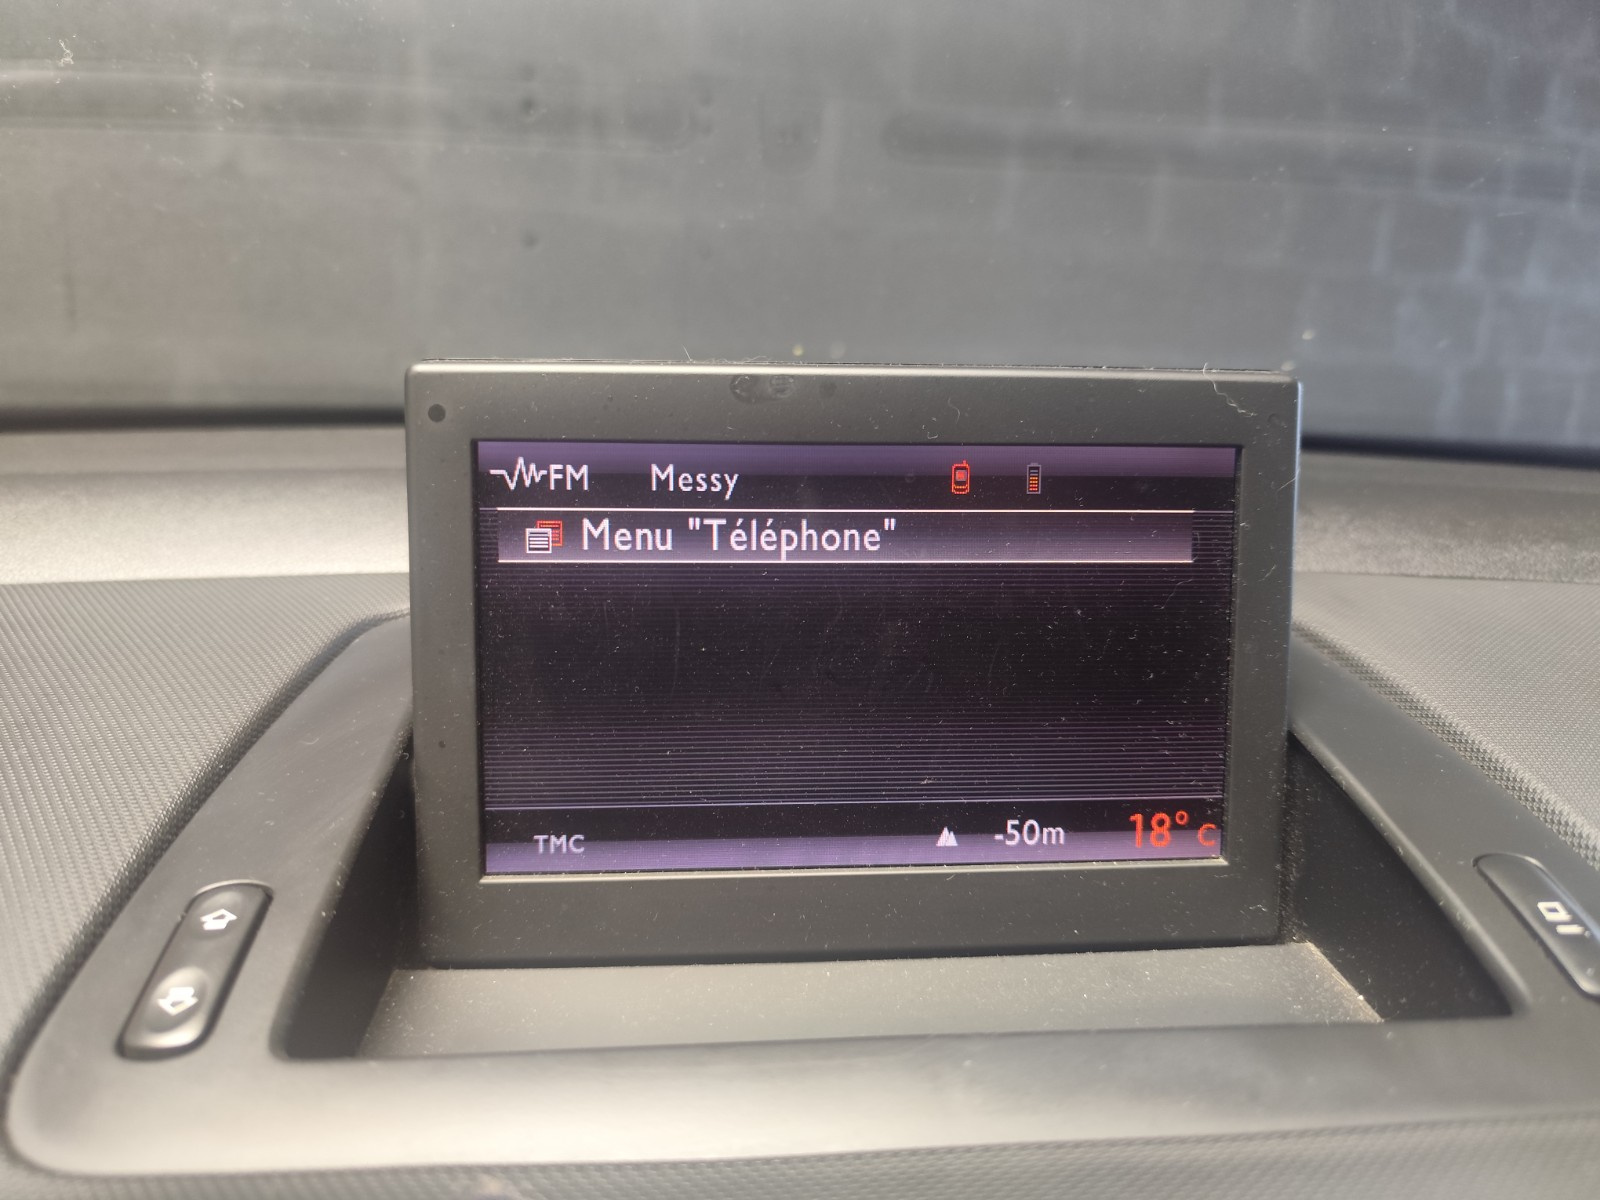 FM Messy
Menu "Téléphone"
TMC -50m 18° C